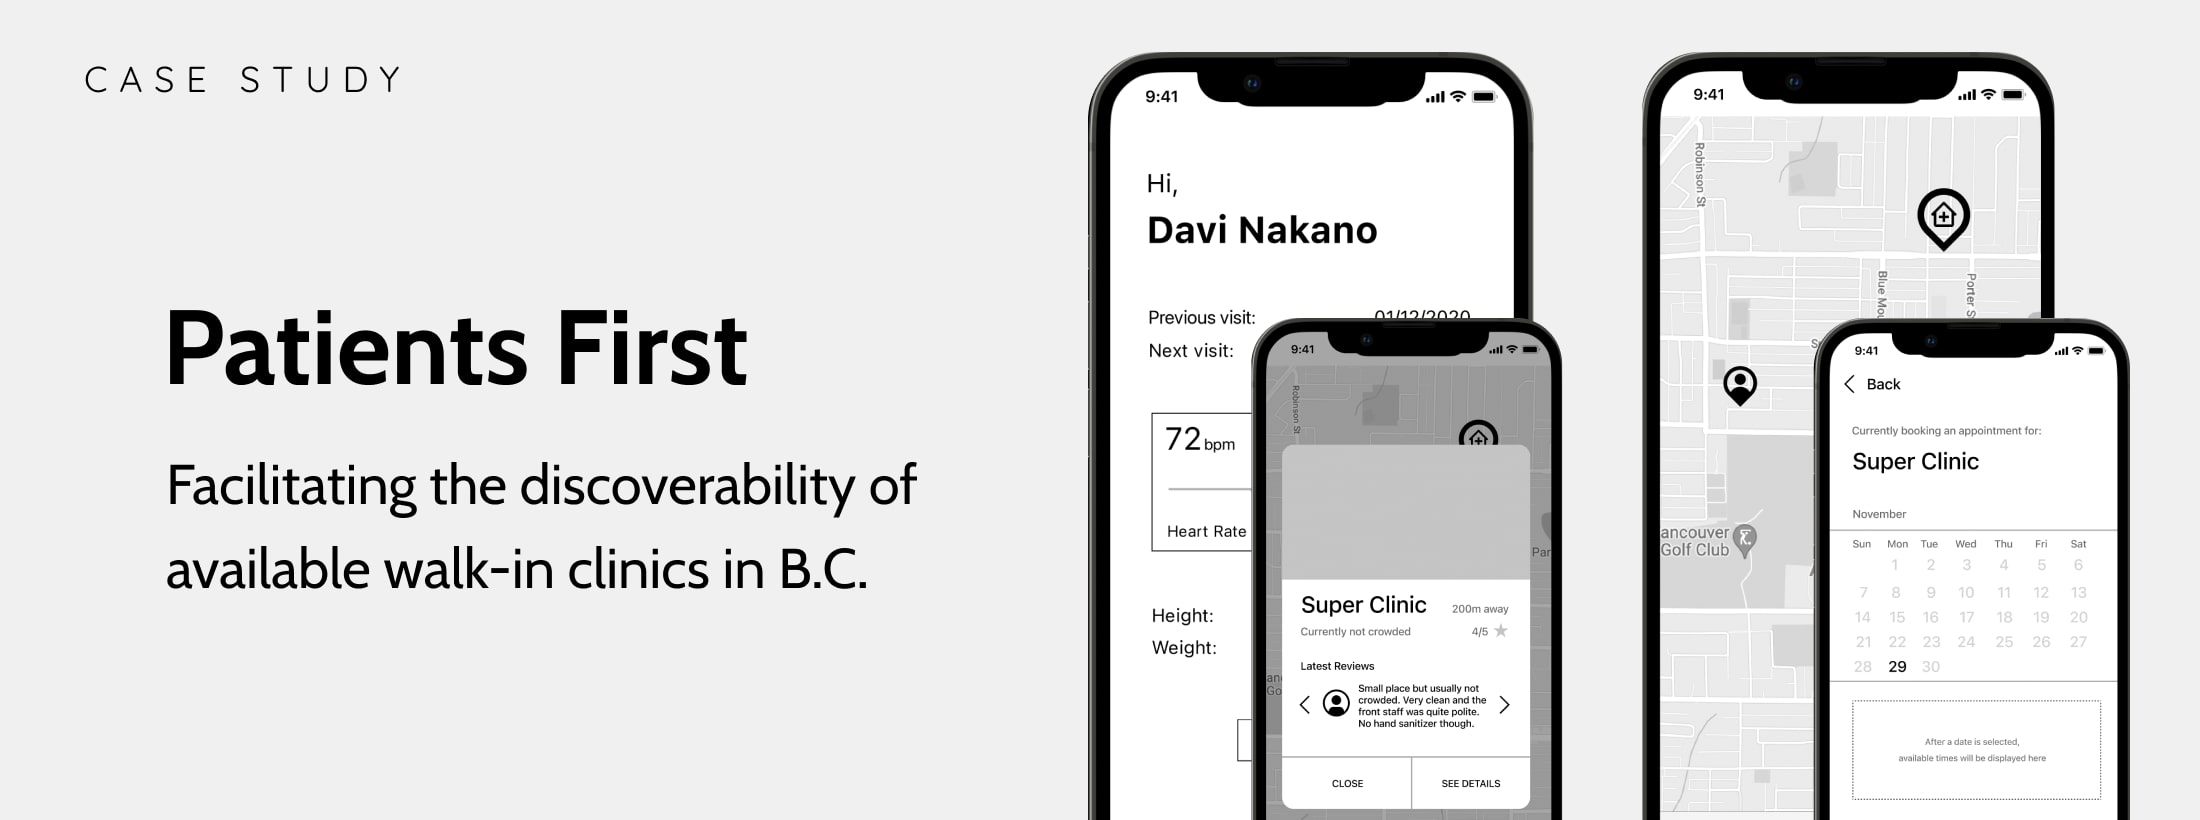 CASE STUDY
Patients First
Facilitating the discoverability of
available walk-in clinics in B.C.
9:41
Hi,
Davi Nakano
Previous visit: 01/12/2020
Next visit:
72 bpm
Heart Rate
Height:
Weight:
9:41
Robinson St
Par
Super Clinic 200m away
Currently not crowded 4/5
Latest Reviews
Small place but usually not
crowded. Very clean and the
front staff was quite polite.
No hand sanitizer though.
CLOSE SEE DETAILS
9:41
Robinson St
Blue Mou
Porter S
ancouver
Golf Club
9:41
Back
Currently booking an appointment for:
Super Clinic
November
Sun Mon Tue Wed Thu Fri Sat
1 2 3 4 5 6
7 8 9 10 11 12 13
14 15 16 17 18 19 20
21 22 23 24 25 26 27
28 29 30
After a date is selected,
available times will be displayed here